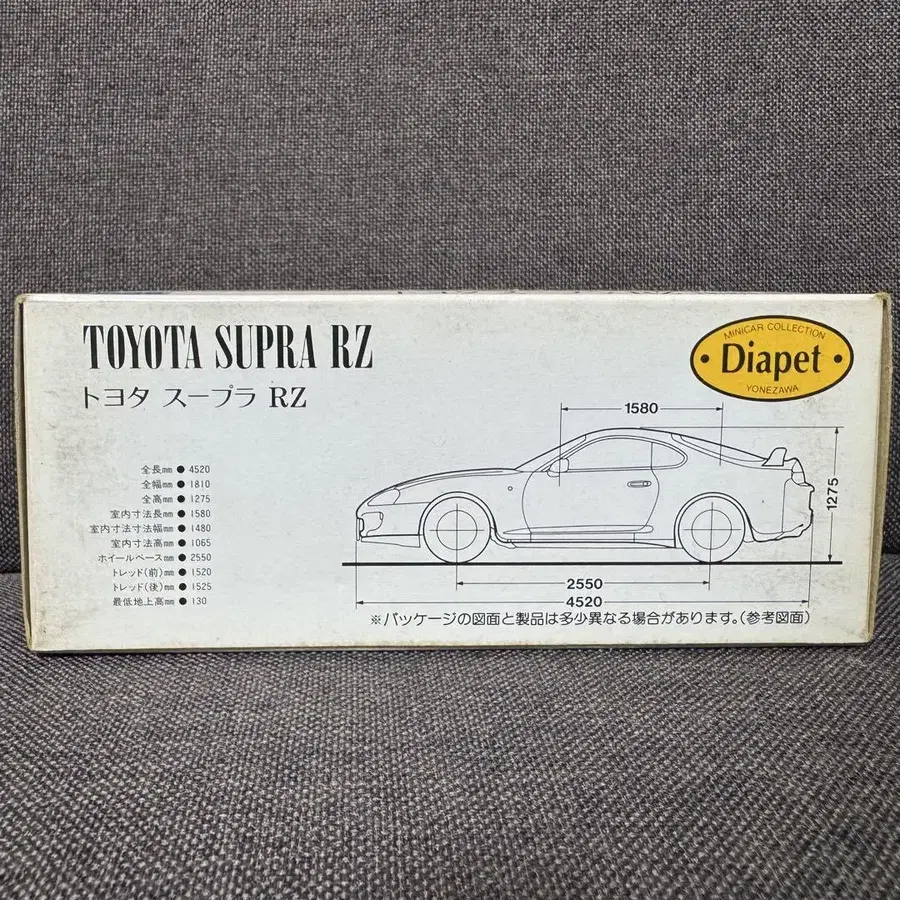 TOYOTA SUPRA RZ
トヨタ スープラ RZ
MINICAR COLLECTION
Diapet
YONEZAWA
全長mm ● 4520
全幅mm ● 1810
全高mm ● 1275
室内寸法長mm ● 1580
室内寸法寸法幅mm ● 1480
室内寸法高mm ● 1065
ホイールベースmm ● 2550
トレッド(前)mm ● 1520
トレッド(後)mm ● 1525
最低地上高mm ● 130
1580
1275
2550
4520
※パッケージの図面と製品は多少異なる場合があります。(参考図面)